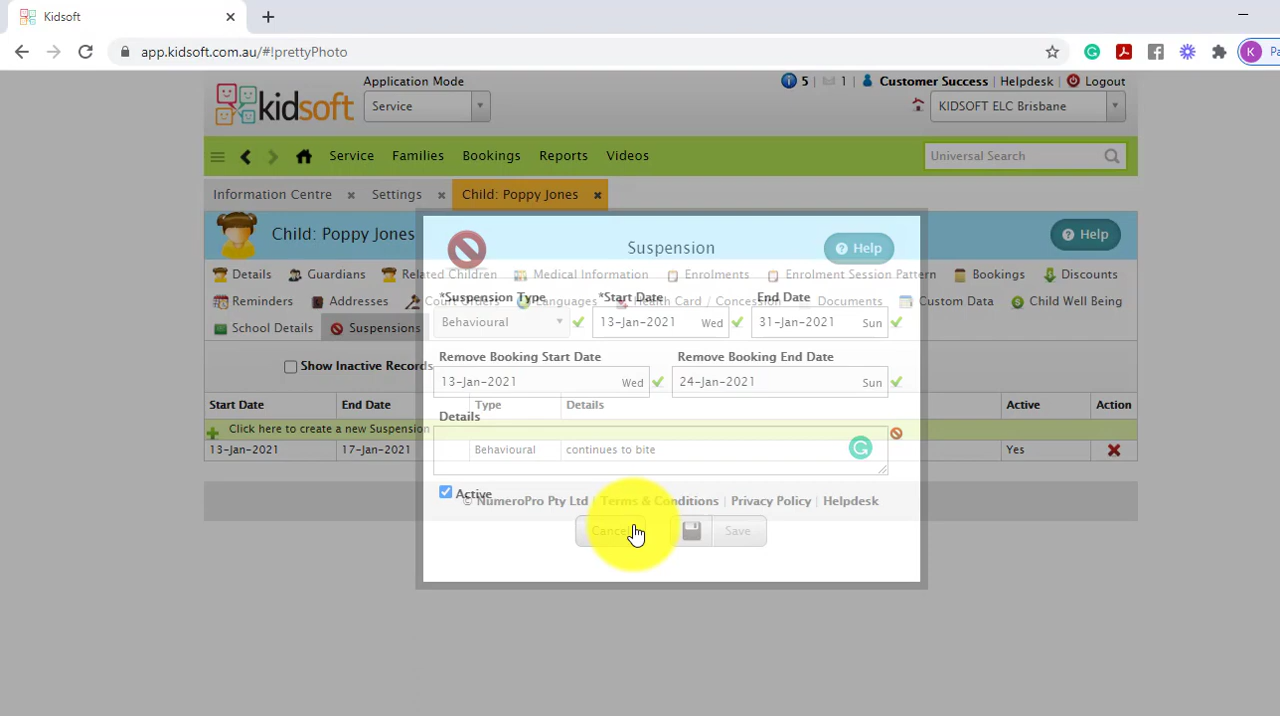 Kidsoft
app.kidsoft.com.au/#!prettyPhoto
K Pa
Application Mode
5 | 1 | Customer Success | Helpdesk | Logout
kidsoft
Service
KIDSOFT ELC Brisbane
Service Families Bookings Reports Videos
Universal Search
Information Centre Settings Child: Poppy Jones
Child: Poppy Jones
Help
Suspension
Help
Details Guardians Related Children Medical Information Enrolments Enrolment Session Pattern Bookings Discounts
Reminders Addresses Court Orders Languages Health Card / Concession Documents Custom Data Child Well Being
School Details Suspensions
*Suspension Type *Start Date End Date
Behavioural 13-Jan-2021 Wed 31-Jan-2021 Sun
Show Inactive Records
Remove Booking Start Date Remove Booking End Date
13-Jan-2021 Wed 24-Jan-2021 Sun
Start Date End Date Type Details Active Action
Details
Click here to create a new Suspension
13-Jan-2021 17-Jan-2021 Behavioural continues to bite Yes
Active
© NumeroPro Pty Ltd | Terms & Conditions | Privacy Policy | Helpdesk
Cancel Save